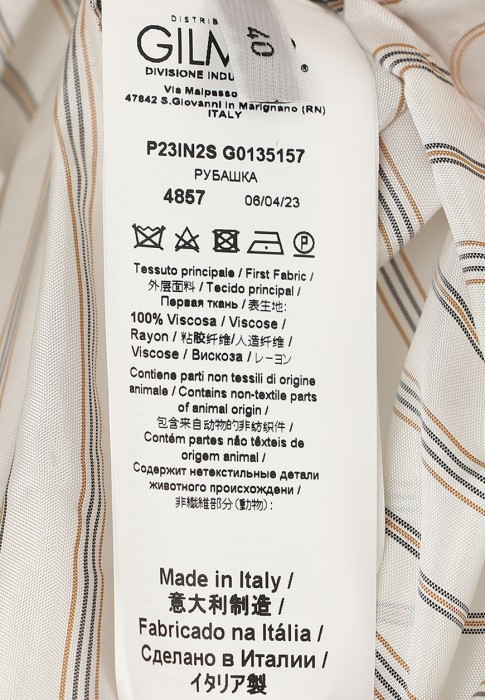 DISTRIB
GILM
®
40
DIVISIONE INDU
Via Malpasso
47842 S.Giovanni in Marignano (RN)
ITALY
P23IN2S G0135157
РУБАШКА
4857 06/04/23
P
Tessuto principale / First Fabric /
外层面料 / Tecido principal /
Первая ткань / 表生地:
100% Viscosa / Viscose /
Rayon / 粘胶纤维/人造纤维 /
Viscose / Вискоза / レーヨン
Contiene parti non tessili di origine
animale / Contains non-textile parts
of animal origin /
包含来自动物的非纺织件 /
Contém partes não têxteis de
origem animal /
Содержит нетекстильные детали
животного происхождени /
非繊維部分(動物):
Made in Italy /
意大利制造 /
Fabricado na Itália /
Сделано в Италии /
イタリア製